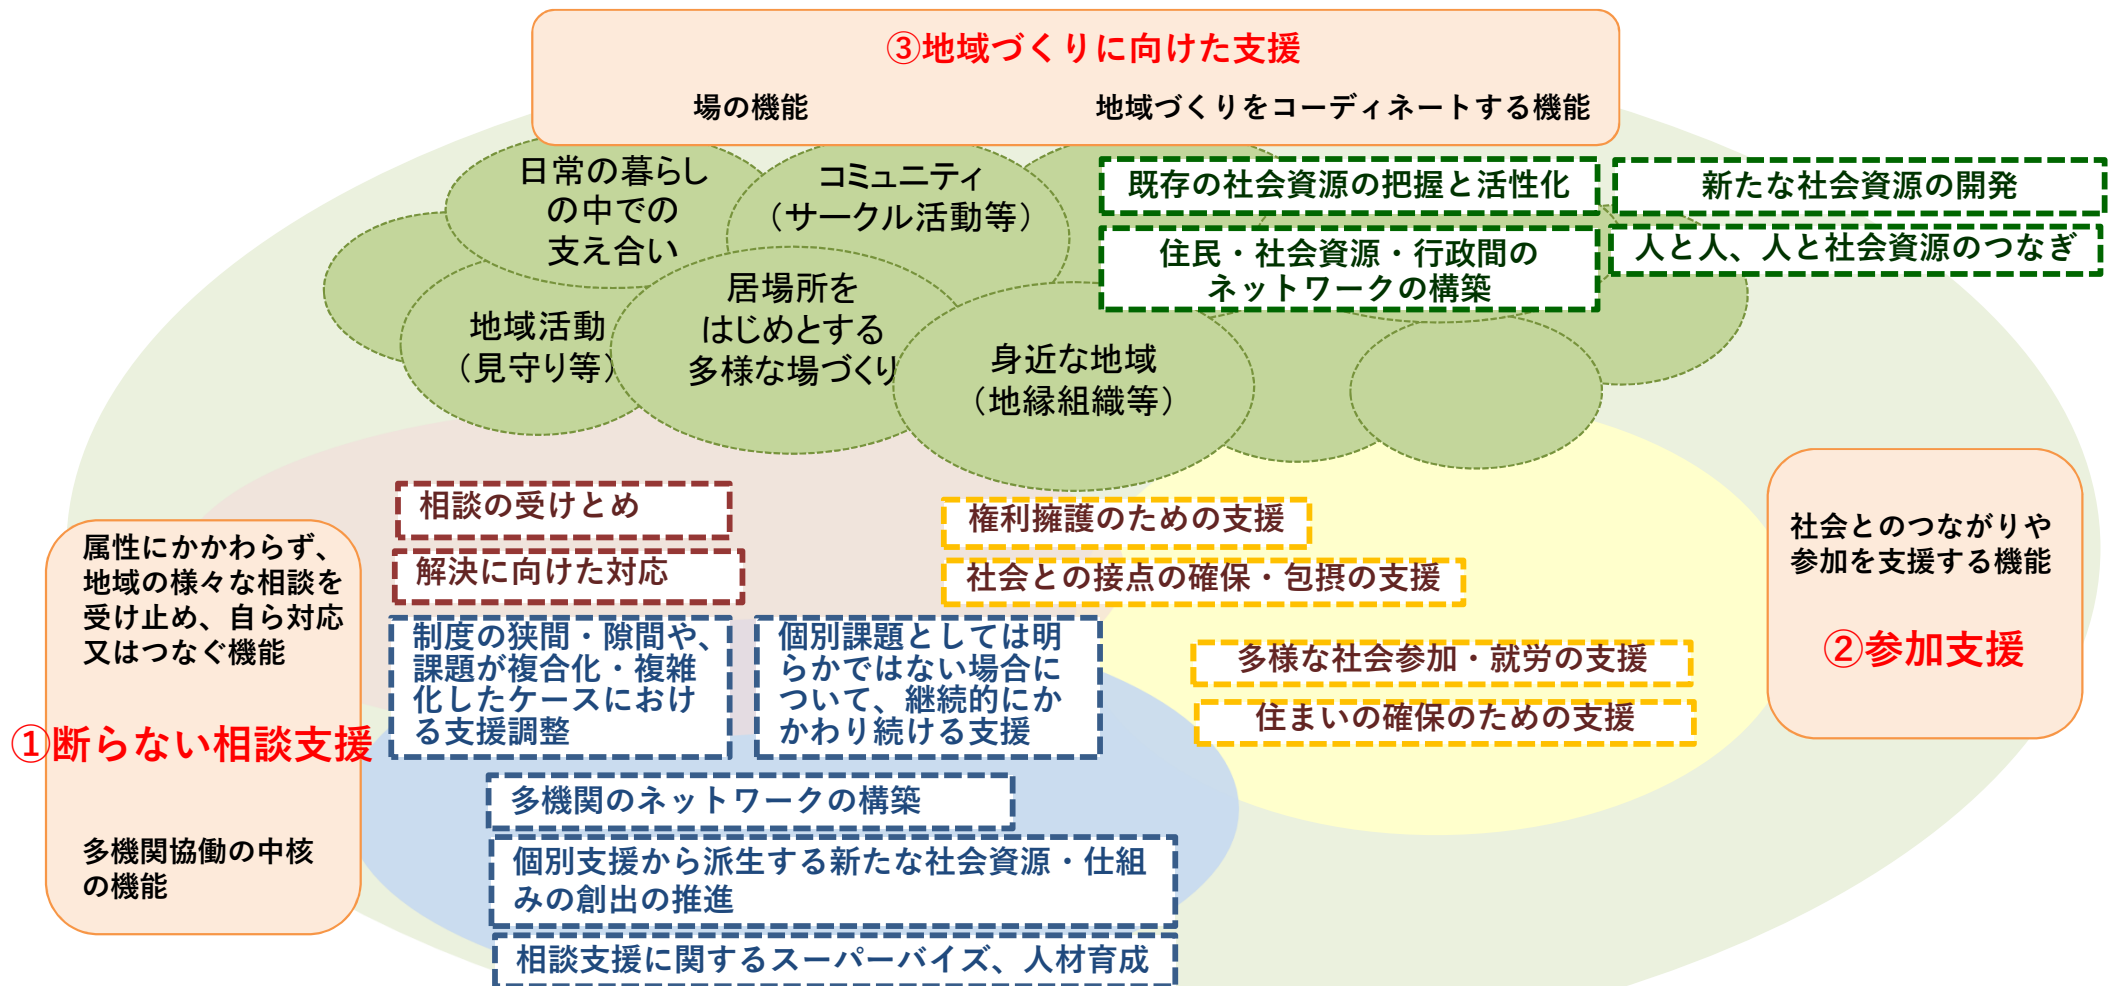 ③地域づくりに向けた支援
場の機能
地域づくりをコーディネートする機能
日常の暮らし
の中での
支え合い
コミュニティ
（サークル活動等）
既存の社会資源の把握と活性化
新たな社会資源の開発
住民・社会資源・行政間の
ネットワークの構築
人と人、人と社会資源のつなぎ
地域活動
（見守り等）
居場所を
はじめとする
多様な場づくり
身近な地域
（地縁組織等）
属性にかかわらず、
地域の様々な相談を
受け止め、自ら対応
又はつなぐ機能
①断らない相談支援
多機関協働の中核
の機能
相談の受けとめ
解決に向けた対応
制度の狭間・隙間や、
課題が複合化・複雑
化したケースにおけ
る支援調整
個別課題としては明
らかではない場合に
ついて、継続的にか
かわり続ける支援
多機関のネットワークの構築
個別支援から派生する新たな社会資源・仕組
みの創出の推進
相談支援に関するスーパーバイズ、人材育成
権利擁護のための支援
社会との接点の確保・包摂の支援
多様な社会参加・就労の支援
住まいの確保のための支援
社会とのつながりや
参加を支援する機能
②参加支援